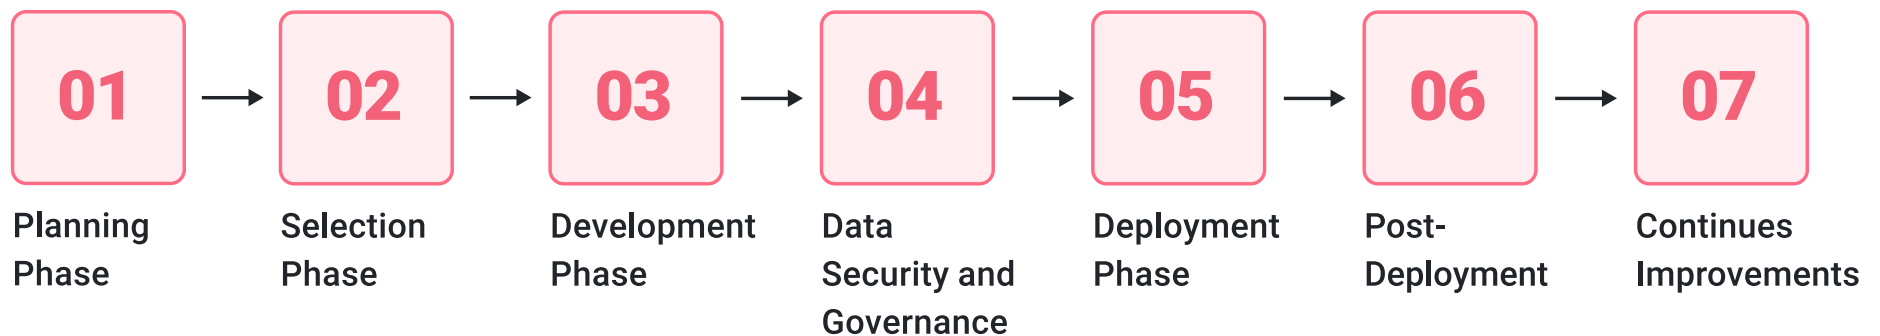 01
02
03
04
05
06
07
Planning
Phase
Selection
Phase
Development
Phase
Data
Security and
Governance
Deployment
Phase
Post-
Deployment
Continues
Improvements